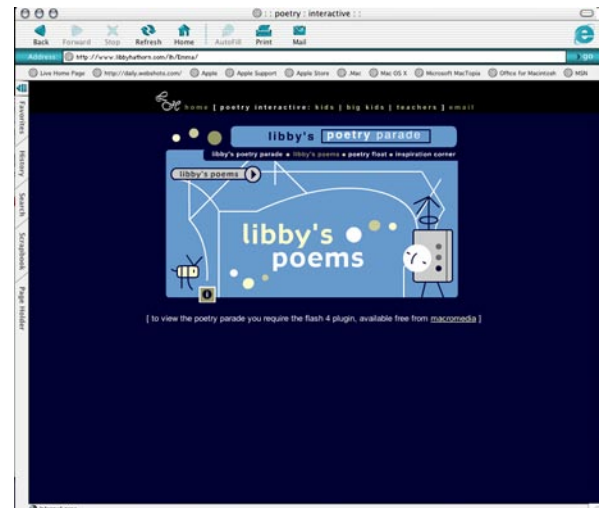 : : poetry : interactive : :
Back Forward Stop Refresh Home AutoFill Print Mail
Address http://www.libbyhathorn.com/lh/Emma/ go
Live Home Page http://daily.webshots.com/ Apple Apple Support Apple Store .Mac Mac OS X Microsoft MacTopia Office for Macintosh MSN
Favorites
History
Search
Scrapbook
Page Holder
home [ poetry interactive: kids | big kids | teachers ] email
libby's poetry parade
libby's poetry parade libby's poems poetry float inspiration corner
libby's poems
libby's
poems
[ to view the poetry parade you require the flash 4 plugin, available free from macromedia ]